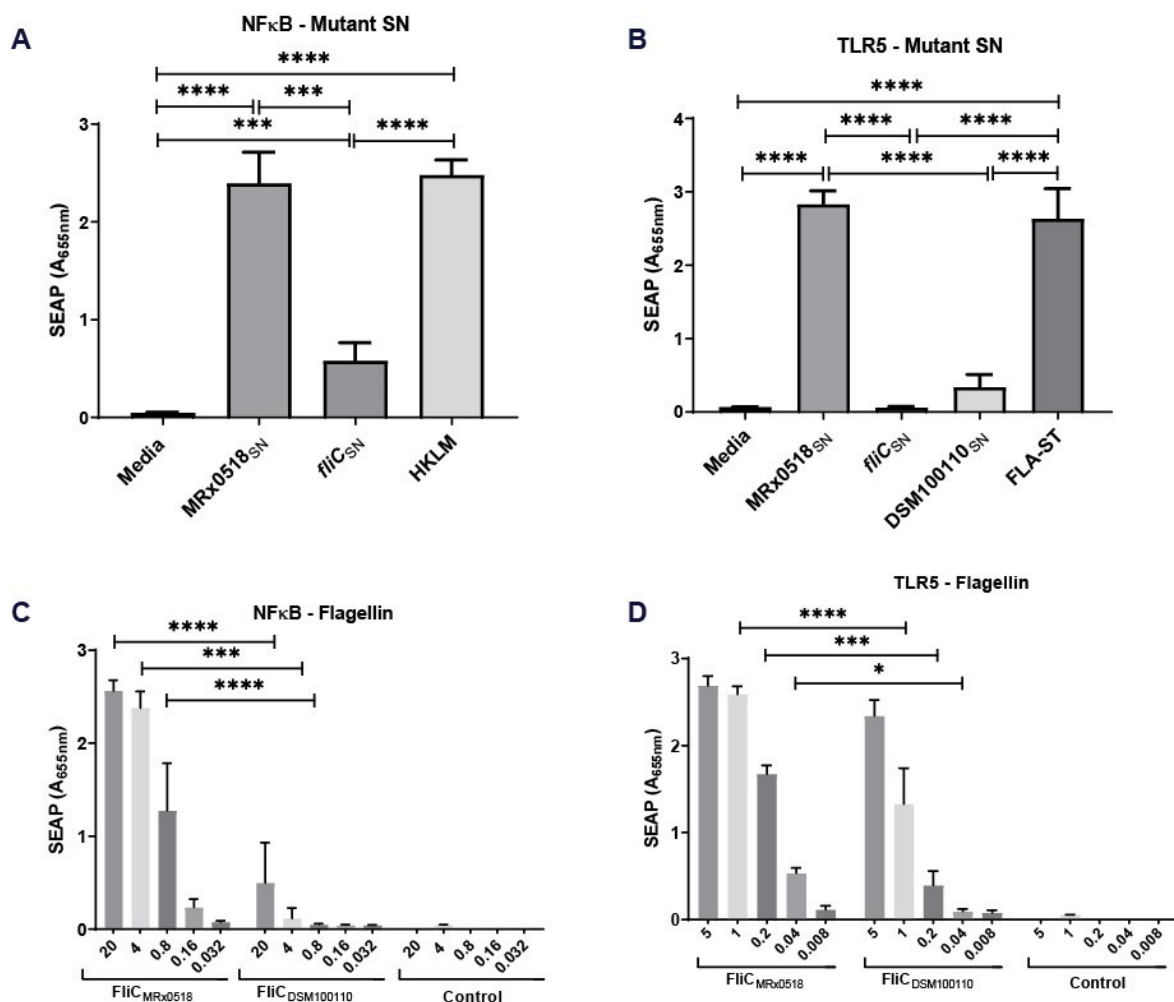 A
NFκB - Mutant SN
****
**** ***
*** ****
3
2
1
0
SEAP (A655nm)
Media
MRx0518SN
fliCSN
HKLM
B
TLR5 - Mutant SN
****
**** ****
**** **** ****
4
3
2
1
0
SEAP (A655nm)
Media
MRx0518SN
fliCSN
DSM100110SN
FLA-ST
C
NFκB - Flagellin
****
***
****
3
2
1
0
SEAP (A655nm)
20 4 0.8 0.16 0.032 20 4 0.8 0.16 0.032 20 4 0.8 0.16 0.032
FliCMRx0518 FliCDSM100110 Control
D
TLR5 - Flagellin
****
***
*
3
2
1
0
SEAP (A655nm)
5 1 0.2 0.04 0.008 5 1 0.2 0.04 0.008 5 1 0.2 0.04 0.008
FliCMRx0518 FliCDSM100110 Control